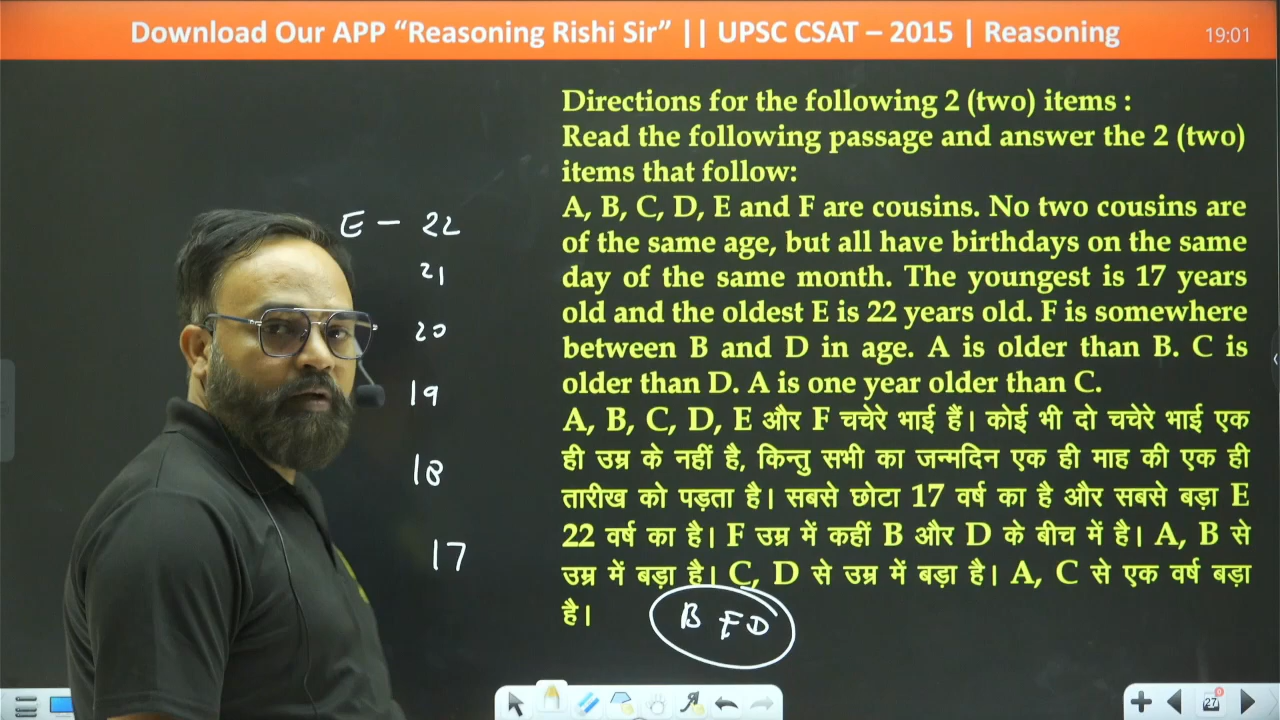 Download Our APP “Reasoning Rishi Sir” || UPSC CSAT – 2015 | Reasoning
19:01
Directions for the following 2 (two) items :
Read the following passage and answer the 2 (two)
items that follow:
A, B, C, D, E and F are cousins. No two cousins are
of the same age, but all have birthdays on the same
day of the same month. The youngest is 17 years
old and the oldest E is 22 years old. F is somewhere
between B and D in age. A is older than B. C is
older than D. A is one year older than C.
A, B, C, D, E और F चचेरे भाई हैं। कोई भी दो चचेरे भाई एक
ही उम्र के नहीं है, किन्तु सभी का जन्मदिन एक ही माह की एक ही
तारीख को पड़ता है। सबसे छोटा 17 वर्ष का है और सबसे बड़ा E
22 वर्ष का है। F उम्र में कहीं B और D के बीच में है। A, B से
उम्र में बड़ा है। C, D से उम्र में बड़ा है। A, C से एक वर्ष बड़ा
है।
E – 22
21
20
19
18
17
B F D
27